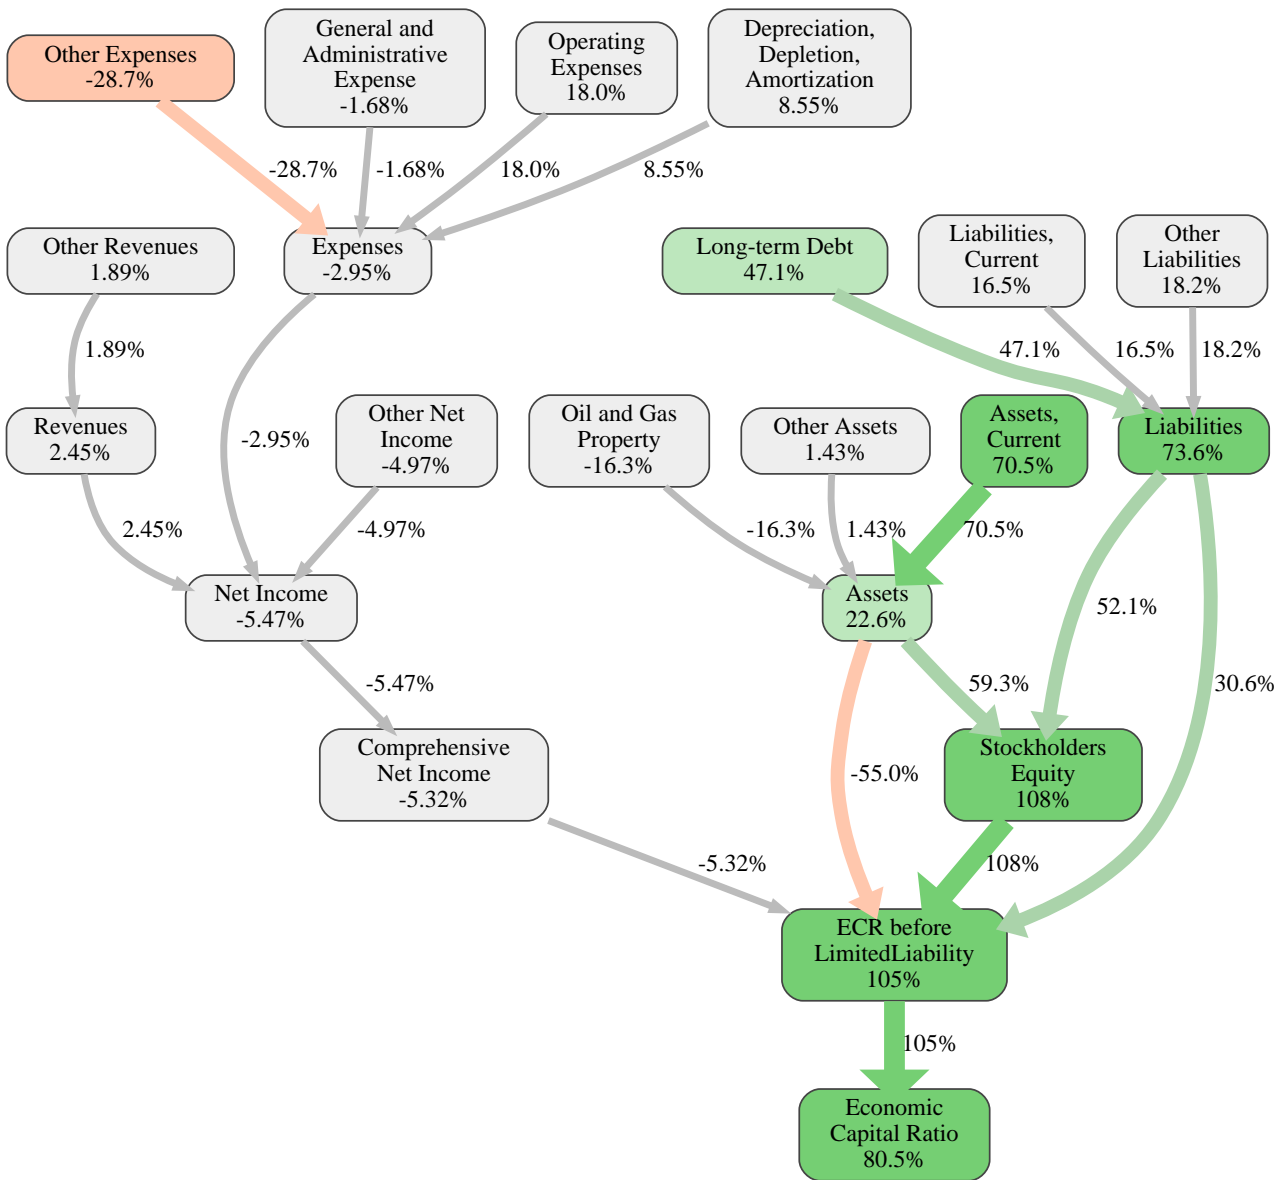 Other Expenses
-28.7%
General and
Administrative
Expense
-1.68%
Operating
Expenses
18.0%
Depreciation,
Depletion,
Amortization
8.55%
-28.7%
-1.68%
18.0%
8.55%
Other Revenues
1.89%
Expenses
-2.95%
Long-term Debt
47.1%
Liabilities,
Current
16.5%
Other
Liabilities
18.2%
1.89%
47.1%
16.5%
18.2%
Revenues
2.45%
-2.95%
Other Net
Income
-4.97%
Oil and Gas
Property
-16.3%
Other Assets
1.43%
Assets,
Current
70.5%
Liabilities
73.6%
2.45%
-4.97%
-16.3%
1.43%
70.5%
Net Income
-5.47%
Assets
22.6%
52.1%
-5.47%
59.3%
30.6%
Comprehensive
Net Income
-5.32%
-55.0%
Stockholders
Equity
108%
-5.32%
108%
ECR before
LimitedLiability
105%
105%
Economic
Capital Ratio
80.5%